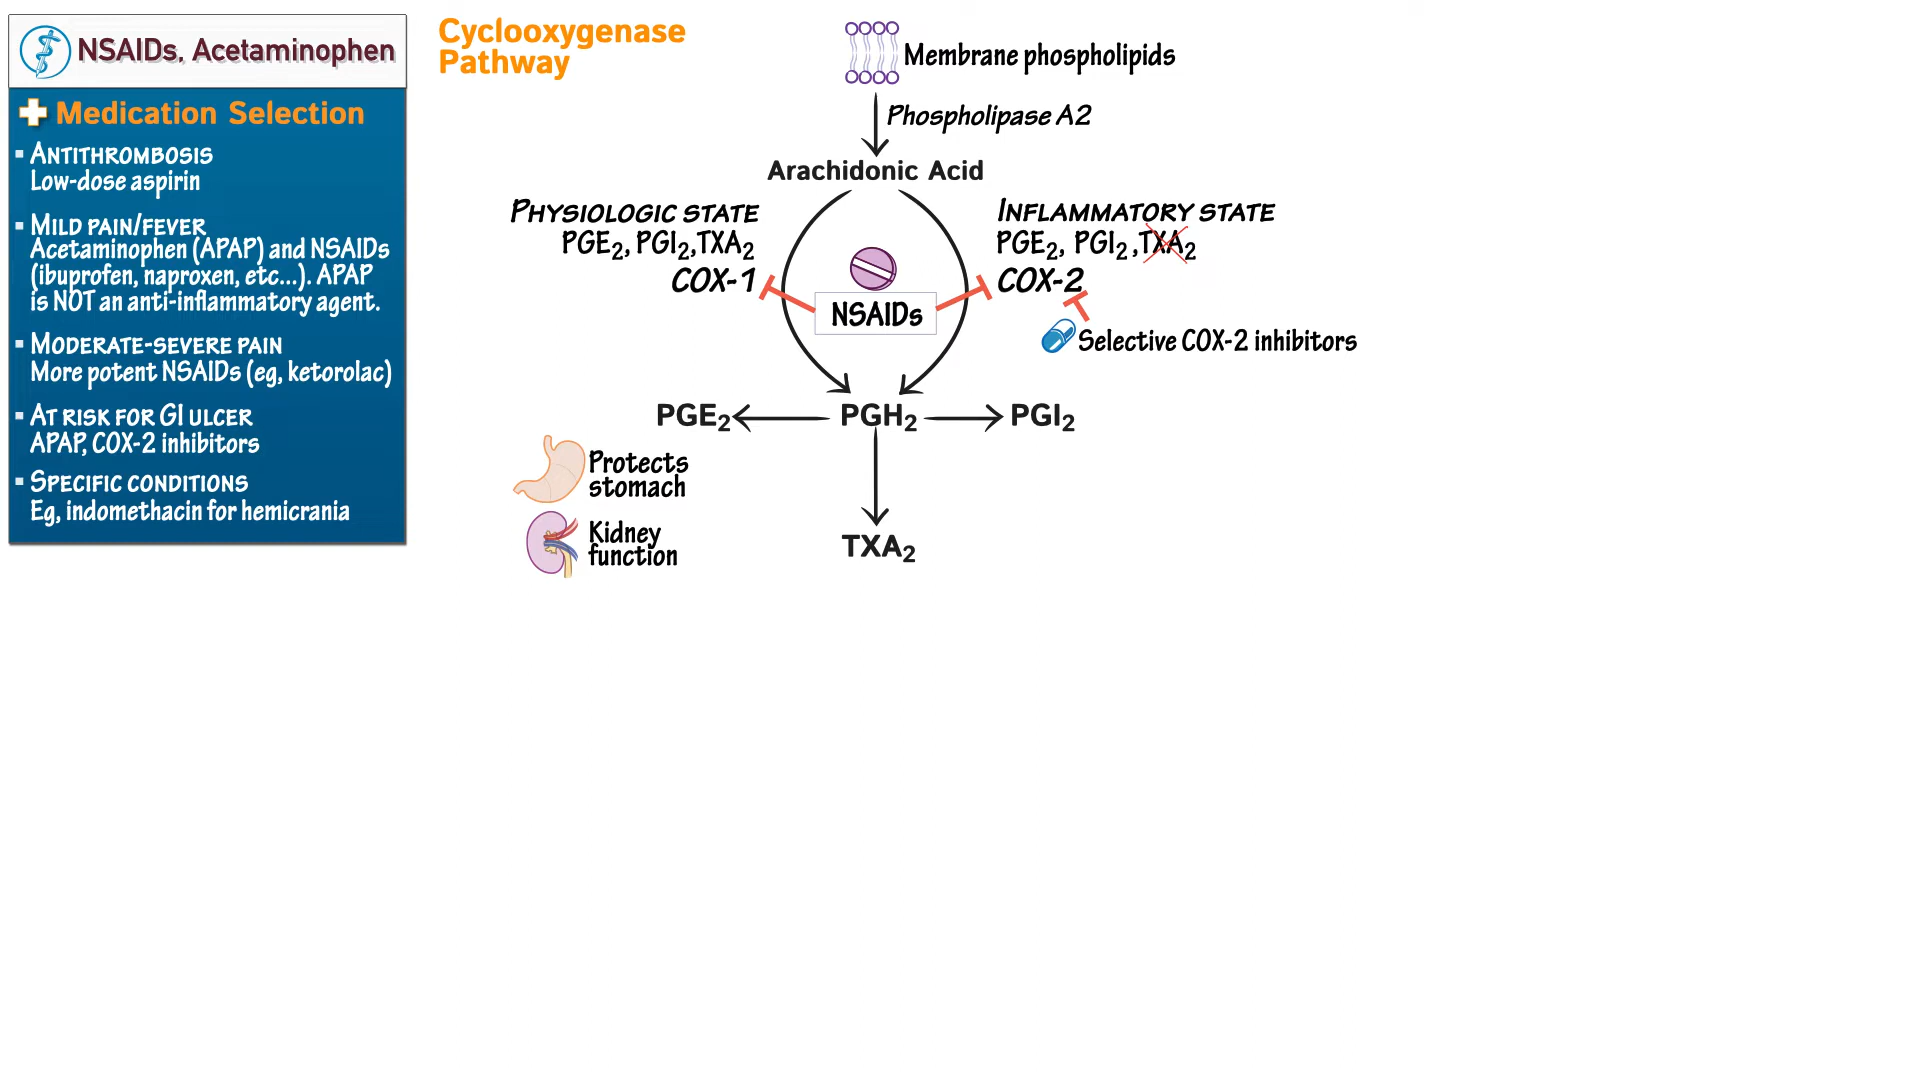 NSAIDs, Acetaminophen
Medication Selection
▪ ANTITHROMBOSIS
Low-dose aspirin
▪ MILD PAIN/FEVER
Acetaminophen (APAP) and NSAIDs
(ibuprofen, naproxen, etc...). APAP
is NOT an anti-inflammatory agent.
▪ MODERATE-SEVERE PAIN
More potent NSAIDs (eg, ketorolac)
▪ AT RISK FOR GI ULCER
APAP, COX-2 inhibitors
▪ SPECIFIC CONDITIONS
Eg, indomethacin for hemicrania
Cyclooxygenase
Pathway
Membrane phospholipids
Phospholipase A2
Arachidonic Acid
PHYSIOLOGIC STATE
PGE₂, PGI₂, TXA₂
COX-1
INFLAMMATORY STATE
PGE₂, PGI₂, TXA₂
COX-2
NSAIDs
Selective COX-2 inhibitors
PGE₂
PGH₂
PGI₂
Protects
stomach
Kidney
function
TXA₂